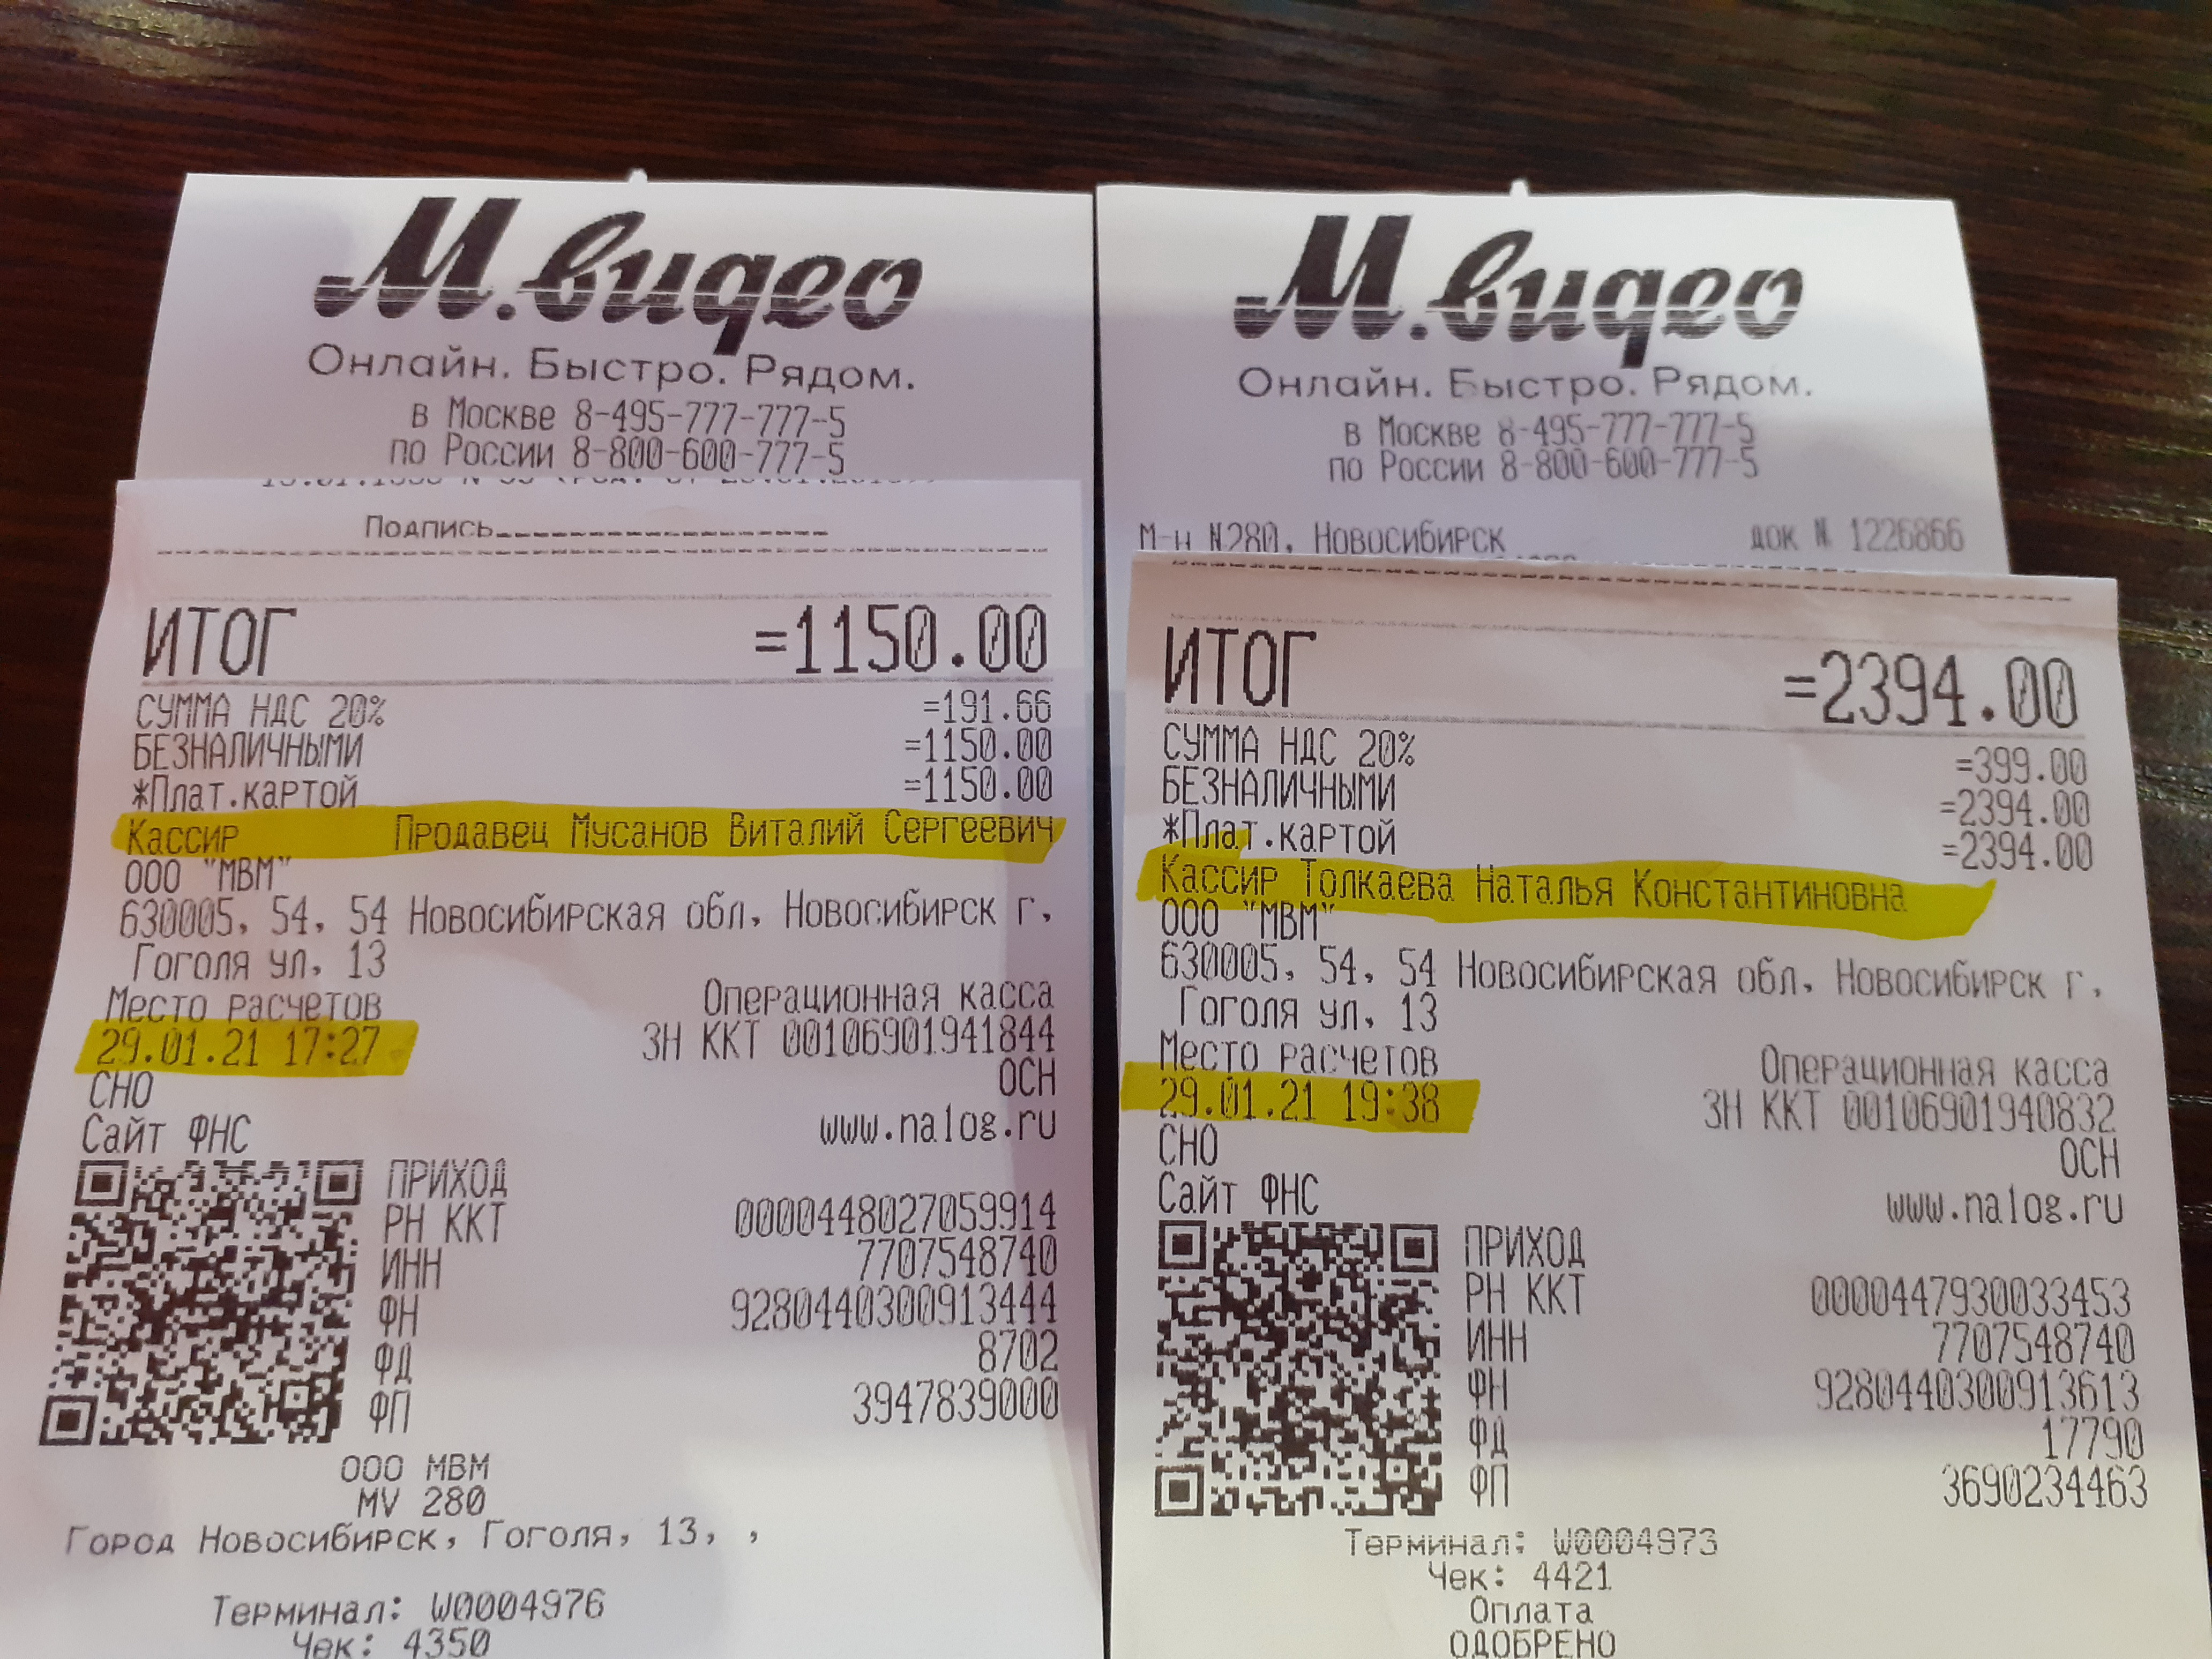 М.видео
Онлайн. Быстро. Рядом.
в Москве 8-495-777-777-5
по России 8-800-600-777-5
Подпись
ИТОГ =1150.00
СУММА НДС 20% =191.66
БЕЗНАЛИЧНЫМИ =1150.00
*Плат.картой =1150.00
Кассир Продавец Мусанов Виталий Сергеевич
ООО "МВМ"
630005, 54, 54 Новосибирская обл, Новосибирск г,
Гоголя ул, 13
Место расчетов Операционная касса
29.01.21 17:27 ЗН ККТ 00106901941844
СНО ОСН
Сайт ФНС www.nalog.ru
ПРИХОД
РН ККТ 0000448027059914
ИНН 7707548740
ФН 9280440300913444
ФД 8702
ФП 3947839000
ООО МВМ
MV 280
Город Новосибирск, Гоголя, 13, ,
Терминал: W0004976
Чек: 4350
М.видео
Онлайн. Быстро. Рядом.
в Москве 8-495-777-777-5
по России 8-800-600-777-5
М-н N280, Новосибирск док N 1226866
ИТОГ =2394.00
СУММА НДС 20% =399.00
БЕЗНАЛИЧНЫМИ =2394.00
*Плат.картой =2394.00
Кассир Толкаева Наталья Константиновна
ООО "МВМ"
630005, 54, 54 Новосибирская обл, Новосибирск г,
Гоголя ул, 13
Место расчетов Операционная касса
29.01.21 19:38 ЗН ККТ 00106901940832
СНО ОСН
Сайт ФНС www.nalog.ru
ПРИХОД
РН ККТ 0000447930033453
ИНН 7707548740
ФН 9280440300913613
ФД 17790
ФП 3690234463
Терминал: W0004973
Чек: 4421
Оплата
ОДОБРЕНО